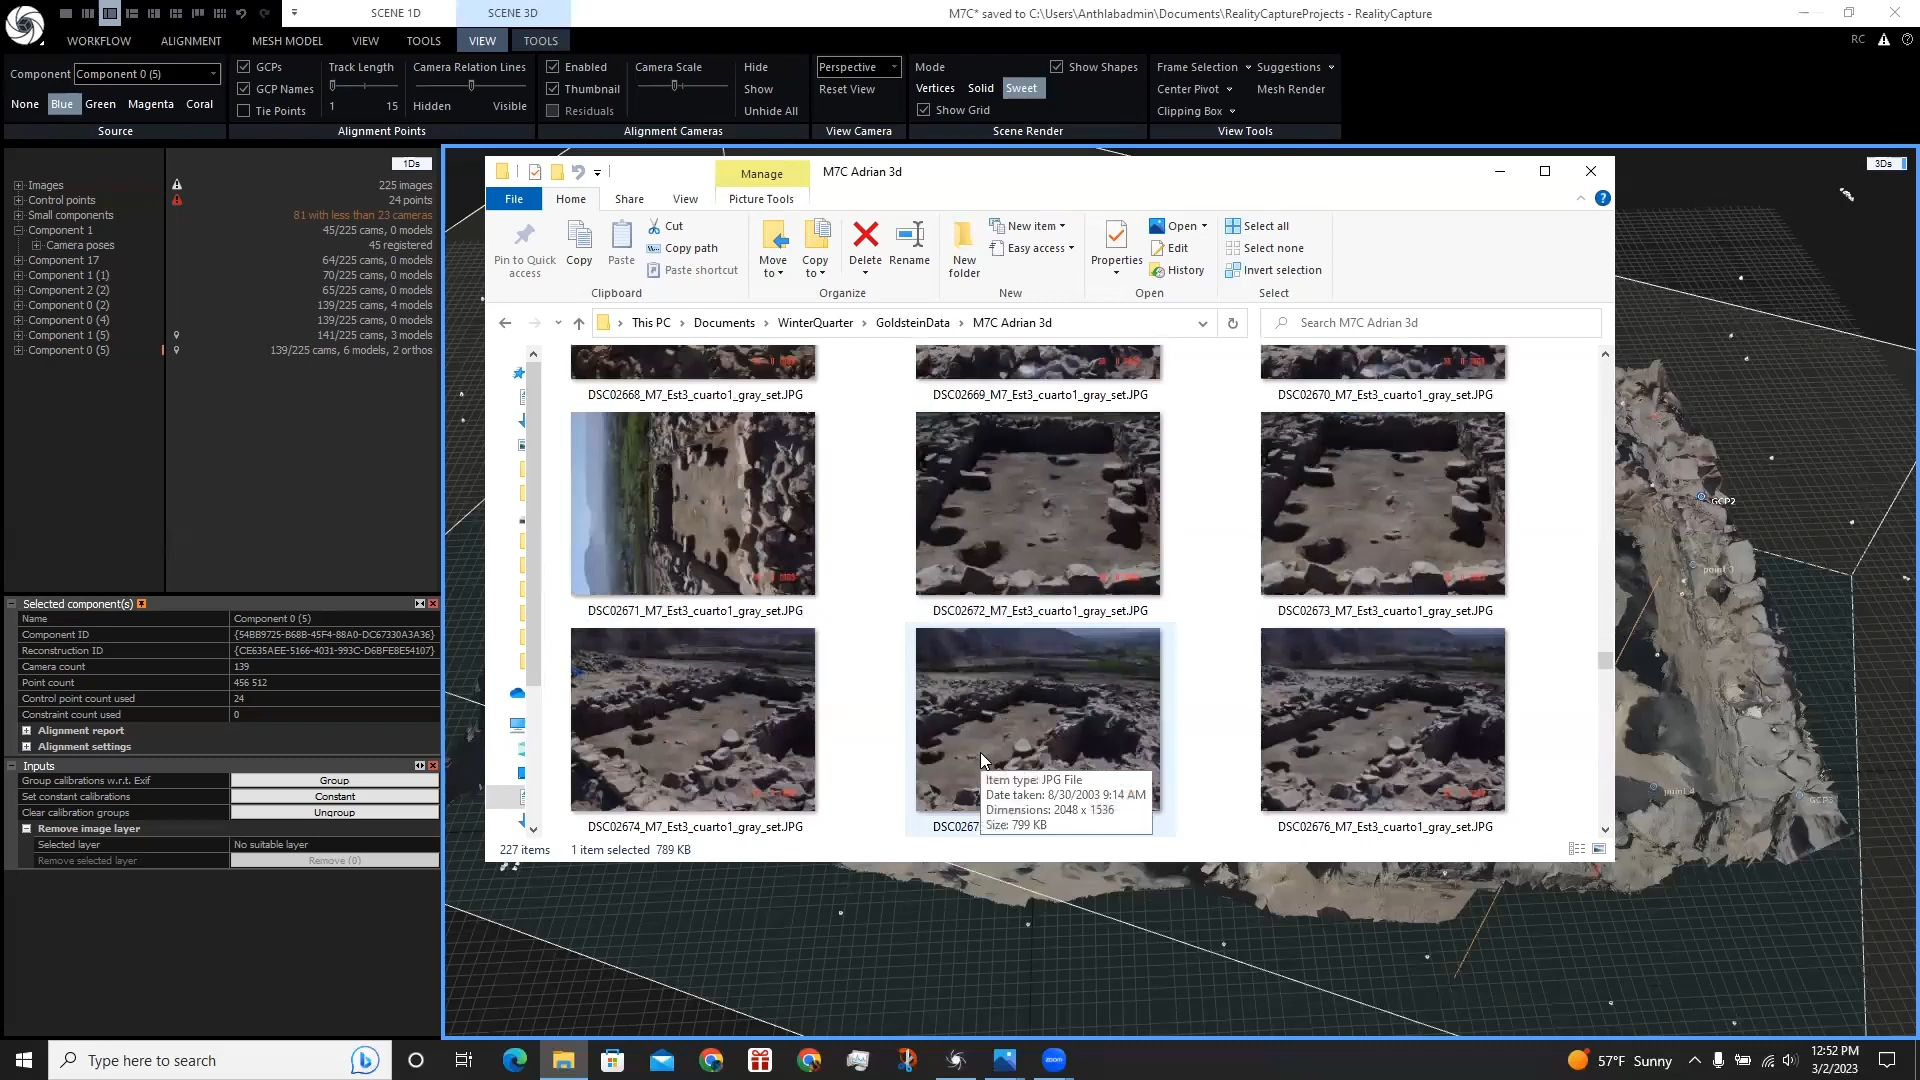 SCENE 1D
SCENE 3D
M7C* saved to C:\Users\Anthlabadmin\Documents\RealityCaptureProjects - RealityCapture
WORKFLOW
ALIGNMENT
MESH MODEL
VIEW
TOOLS
VIEW
TOOLS
RC
Component Component 0 (5)
None Blue Green Magenta Coral
Source
GCPs
GCP Names
Tie Points
Track Length
1 15
Camera Relation Lines
Hidden Visible
Alignment Points
Enabled
Thumbnail
Residuals
Camera Scale
Hide
Show
Unhide All
Alignment Cameras
Perspective
Reset View
View Camera
Mode
Vertices Solid Sweet
Show Grid
Show Shapes
Scene Render
Frame Selection Suggestions
Center Pivot Mesh Render
Clipping Box
View Tools
1Ds
Images 225 images
Control points 24 points
Small components 81 with less than 23 cameras
Component 1 45/225 cams, 0 models
Camera poses 45 registered
Component 17 64/225 cams, 0 models
Component 1 (1) 70/225 cams, 0 models
Component 2 (2) 65/225 cams, 0 models
Component 0 (2) 139/225 cams, 4 models
Component 0 (4) 139/225 cams, 0 models
Component 1 (5) 141/225 cams, 3 models
Component 0 (5) 139/225 cams, 6 models, 2 orthos
Selected component(s)
Name Component 0 (5)
Component ID {54BB9725-B68B-45F4-88A0-DC67330A3A36}
Reconstruction ID {CE635AEE-5166-4031-993C-D6BFE8E54107}
Camera count 139
Point count 456 512
Control point count used 24
Constraint count used 0
Alignment report
Alignment settings
Inputs
Group calibrations w.r.t. Exif Group
Set constant calibrations Constant
Clear calibration groups Ungroup
Remove image layer
Selected layer No suitable layer
Remove selected layer Remove (0)
3Ds
Manage
M7C Adrian 3d
File
Home
Share
View
Picture Tools
Pin to Quick access
Copy
Paste
Cut
Copy path
Paste shortcut
Clipboard
Move to
Copy to
Delete
Rename
Organize
New folder
New item
Easy access
New
Properties
Open
Edit
History
Open
Select all
Select none
Invert selection
Select
This PC > Documents > WinterQuarter > GoldsteinData > M7C Adrian 3d
Search M7C Adrian 3d
DSC02668_M7_Est3_cuarto1_gray_set.JPG
DSC02669_M7_Est3_cuarto1_gray_set.JPG
DSC02670_M7_Est3_cuarto1_gray_set.JPG
DSC02671_M7_Est3_cuarto1_gray_set.JPG
DSC02672_M7_Est3_cuarto1_gray_set.JPG
DSC02673_M7_Est3_cuarto1_gray_set.JPG
DSC02674_M7_Est3_cuarto1_gray_set.JPG
DSC0267
DSC02676_M7_Est3_cuarto1_gray_set.JPG
Item type: JPG File
Date taken: 8/30/2003 9:14 AM
Dimensions: 2048 x 1536
Size: 799 KB
227 items 1 item selected 789 KB
GCP2
point 3
point 4
GCP3
Type here to search
57°F Sunny
12:52 PM
3/2/2023